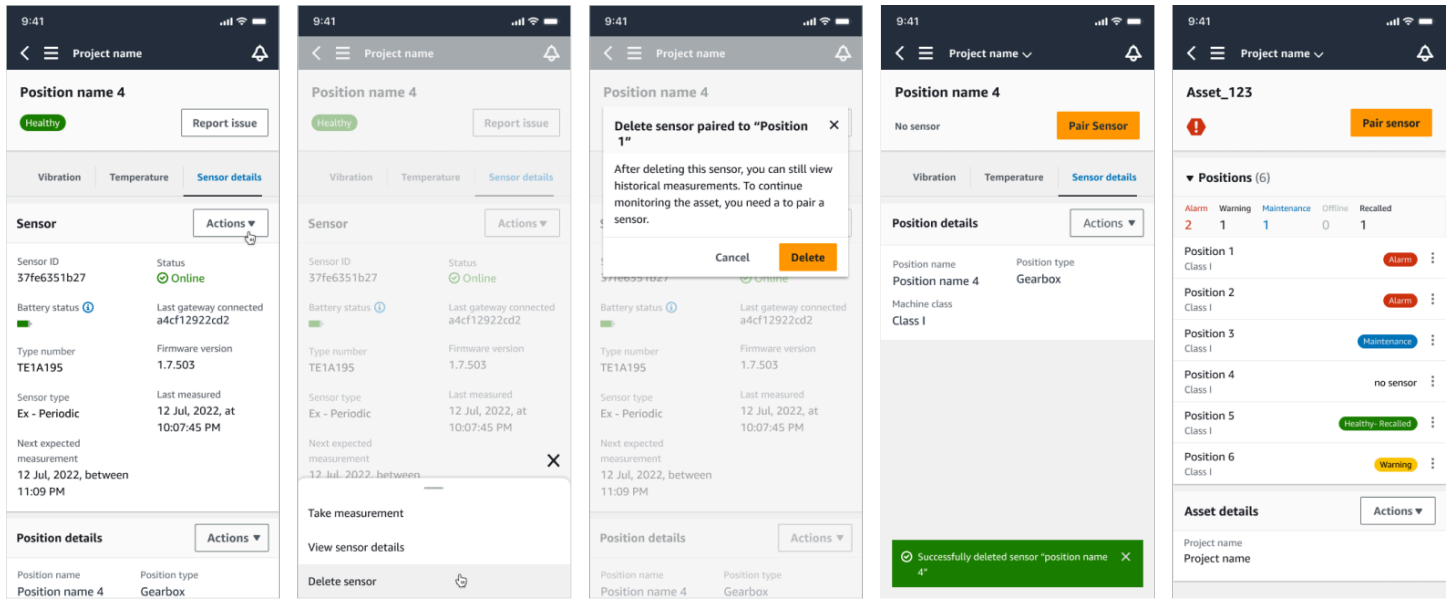 9:41
Project name
Position name 4
Healthy
Report issue
Vibration Temperature Sensor details
Sensor Actions
Sensor ID Status
37fe6351b27 Online
Battery status Last gateway connected
a4cf12922cd2
Type number Firmware version
TE1A195 1.7.503
Sensor type Last measured
Ex - Periodic 12 Jul, 2022, at
10:07:45 PM
Next expected
measurement
12 Jul, 2022, between
11:09 PM
Position details Actions
Position name Position type
Position name 4 Gearbox
9:41
Project name
Position name 4
Healthy
Report issue
Vibration Temperature Sensor details
Sensor Actions
Sensor ID Status
37fe6351b27 Online
Battery status Last gateway connected
a4cf12922cd2
Type number Firmware version
TE1A195 1.7.503
Sensor type Last measured
Ex - Periodic 12 Jul, 2022, at
10:07:45 PM
Next expected
measurement
12 Jul, 2022, between
Take measurement
View sensor details
Delete sensor
9:41
Project name
Position name 4
Delete sensor paired to “Position
1”
After deleting this sensor, you can still view
historical measurements. To continue
monitoring the asset, you need a to pair a
sensor.
Cancel Delete
37fe6351b27 Online
Battery status Last gateway connected
a4cf12922cd2
Type number Firmware version
TE1A195 1.7.503
Sensor type Last measured
Ex - Periodic 12 Jul, 2022, at
10:07:45 PM
Next expected
measurement
12 Jul, 2022, between
11:09 PM
Position details Actions
Position name Position type
Position name 4 Gearbox
9:41
Project name
Position name 4
No sensor Pair Sensor
Vibration Temperature Sensor details
Position details Actions
Position name Position type
Position name 4 Gearbox
Machine class
Class I
Successfully deleted sensor “position name
4”
9:41
Project name
Asset_123
Pair sensor
Positions (6)
Alarm Warning Maintenance Offline Recalled
2 1 1 0 1
Position 1
Class I
Alarm
Position 2
Class I
Alarm
Position 3
Class I
Maintenance
Position 4
Class I
no sensor
Position 5
Class I
Healthy- Recalled
Position 6
Class I
Warning
Asset details Actions
Project name
Project name